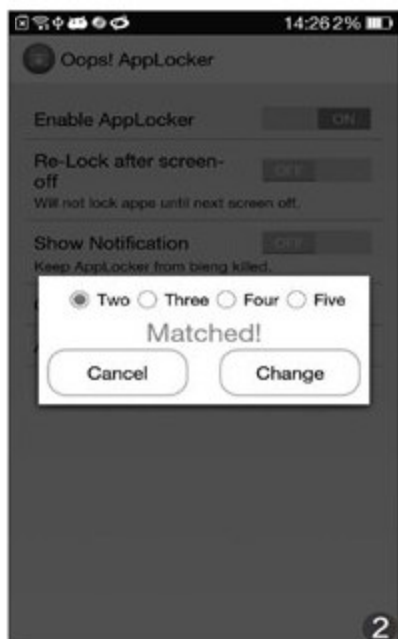 14:26 2%
Oops! AppLocker
Enable AppLocker ON
Re-Lock after screen-
off OFF
Will not lock apps until next screen off.
Show Notification OFF
Keep AppLocker from bieng killed.
Two Three Four Five
Matched!
Cancel Change
2